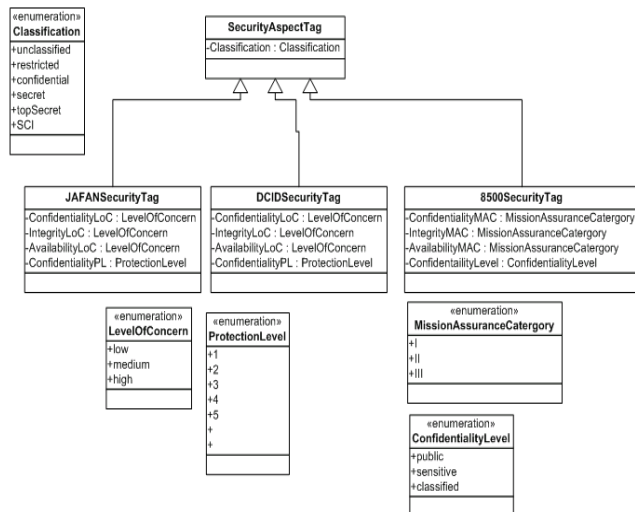 «enumeration»
Classification
+unclassified
+restricted
+confidential
+secret
+topSecret
+SCI
SecurityAspectTag
-Classification : Classification
JAFANSecurityTag
-ConfidentialityLoC : LevelOfConcern
-IntegrityLoC : LevelOfConcern
-AvailabilityLoC : LevelOfConcern
-ConfidentialityPL : ProtectionLevel
DCIDSecurityTag
-ConfidentialityLoC : LevelOfConcern
-IntegrityLoC : LevelOfConcern
-AvailabilityLoC : LevelOfConcern
-ConfidentialityPL : ProtectionLevel
8500SecurityTag
-ConfidentialityMAC : MissionAssuranceCatergory
-IntegrityMAC : MissionAssuranceCatergory
-AvailabilityMAC : MissionAssuranceCatergory
-ConfidentailityLevel : ConfidentialityLevel
«enumeration»
LevelOfConcern
+low
+medium
+high
«enumeration»
ProtectionLevel
+1
+2
+3
+4
+5
+
+
«enumeration»
MissionAssuranceCatergory
+I
+II
+III
«enumeration»
ConfidentialityLevel
+public
+sensitive
+classified